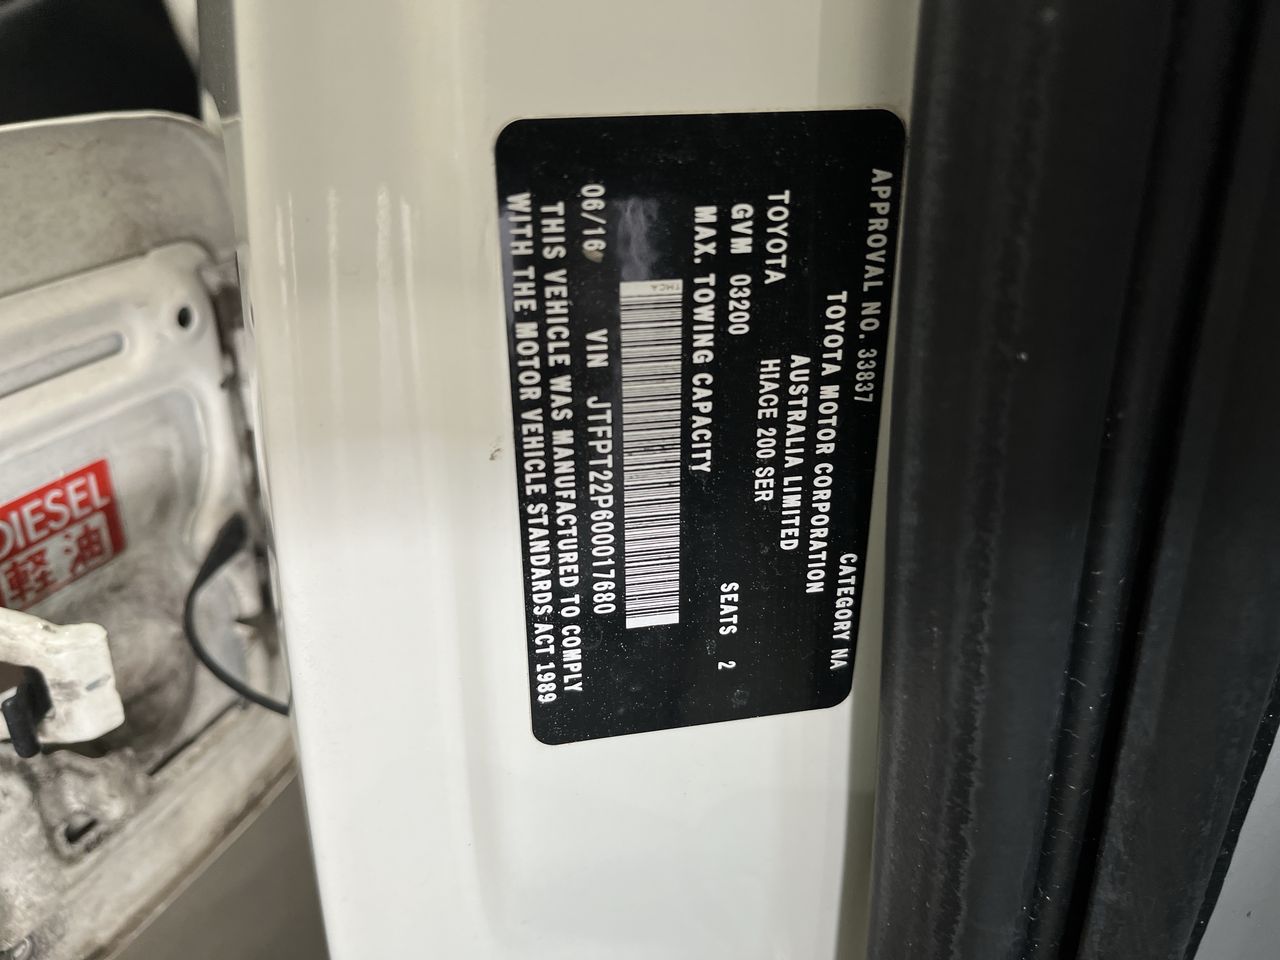 APPROVAL NO. 33837 CATEGORY NA
TOYOTA MOTOR CORPORATION
AUSTRALIA LIMITED
TOYOTA HIACE 200 SER
GVM 03200 SEATS 2
MAX. TOWING CAPACITY
TMCA
06/16 VIN JTFPT22P600017680
THIS VEHICLE WAS MANUFACTURED TO COMPLY
WITH THE MOTOR VEHICLE STANDARDS ACT 1989
DIESEL
軽油